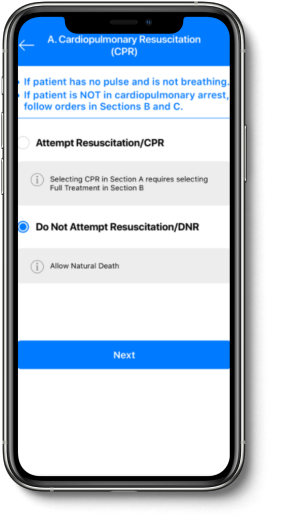 A. Cardiopulmonary Resuscitation
(CPR)
If patient has no pulse and is not breathing.
If patient is NOT in cardiopulmonary arrest,
follow orders in Sections B and C.
Attempt Resuscitation/CPR
Selecting CPR in Section A requires selecting
Full Treatment in Section B
Do Not Attempt Resuscitation/DNR
Allow Natural Death
Next